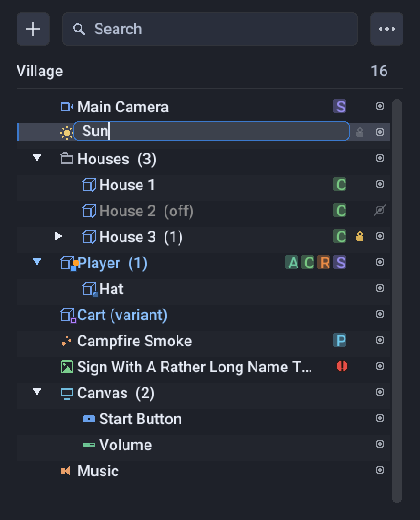 Search
Village 16
Main Camera S
Sun
Houses (3)
House 1 C
House 2 (off) C
House 3 (1) C
Player (1) A C R S
Hat
Cart (variant)
Campfire Smoke P
Sign With A Rather Long Name T...
Canvas (2)
Start Button
Volume
Music